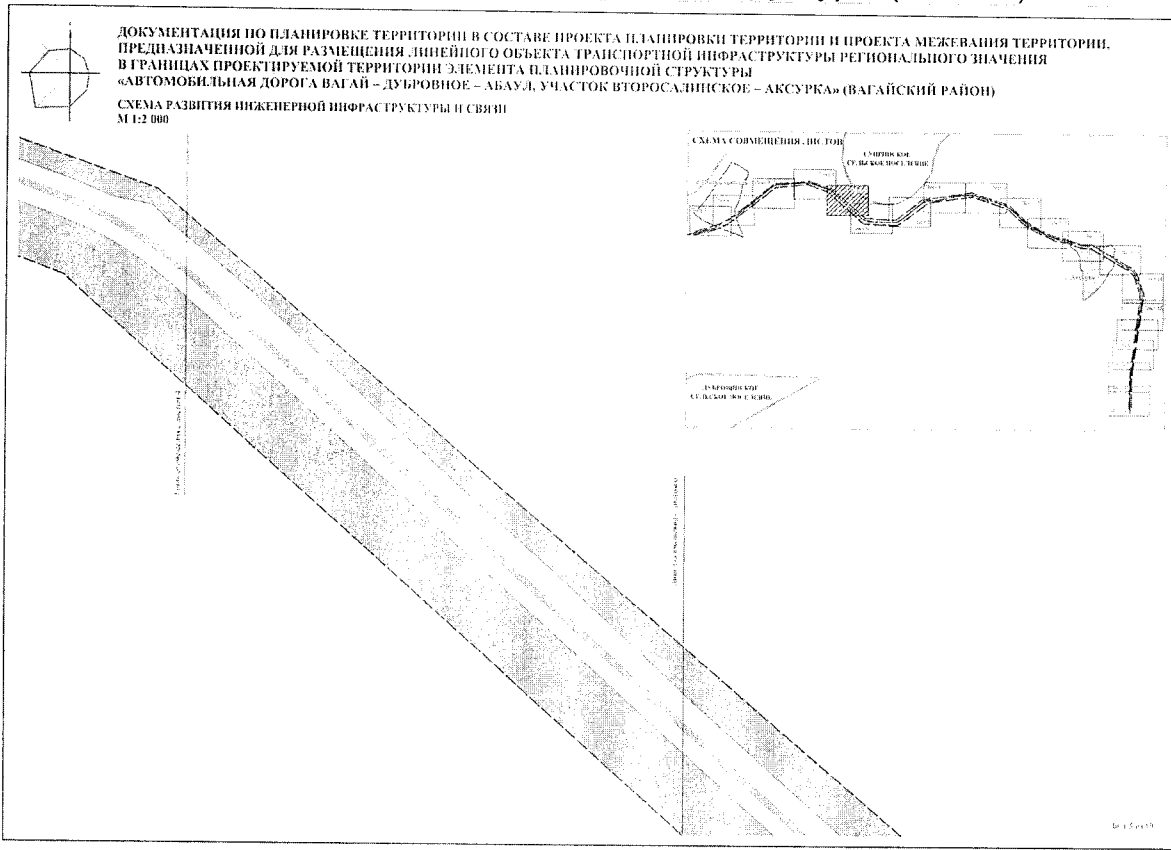 ДОКУМЕНТАЦИЯ ПО ПЛАНИРОВКЕ ТЕРРИТОРИИ В СОСТАВЕ ПРОЕКТА ПЛАНИРОВКИ ТЕРРИТОРИИ И ПРОЕКТА МЕЖЕВАНИЯ ТЕРРИТОРИИ,
ПРЕДНАЗНАЧЕННОЙ ДЛЯ РАЗМЕЩЕНИЯ ЛИНЕЙНОГО ОБЪЕКТА ТРАНСПОРТНОЙ ИНФРАСТРУКТУРЫ РЕГИОНАЛЬНОГО ЗНАЧЕНИЯ
В ГРАНИЦАХ ПРОЕКТИРУЕМОЙ ТЕРРИТОРИИ ЭЛЕМЕНТА ПЛАНИРОВОЧНОЙ СТРУКТУРЫ
«АВТОМОБИЛЬНАЯ ДОРОГА ВАГАЙ – ДУБРОВНОЕ – АБАУЛ, УЧАСТОК ВТОРОСАЛИНСКОЕ – АКСУРКА» (ВАГАЙСКИЙ РАЙОН)
СХЕМА РАЗВИТИЯ ИНЖЕНЕРНОЙ ИНФРАСТРУКТУРЫ И СВЯЗИ
М 1:2 000
СХЕМА СОВМЕЩЕНИЯ ЛИСТОВ
СЕЛЬСКОЕ ПОСЕЛЕНИЕ
ДУБРОВИНСКОЕ
СЕЛЬСКОЕ ПОСЕЛЕНИЕ